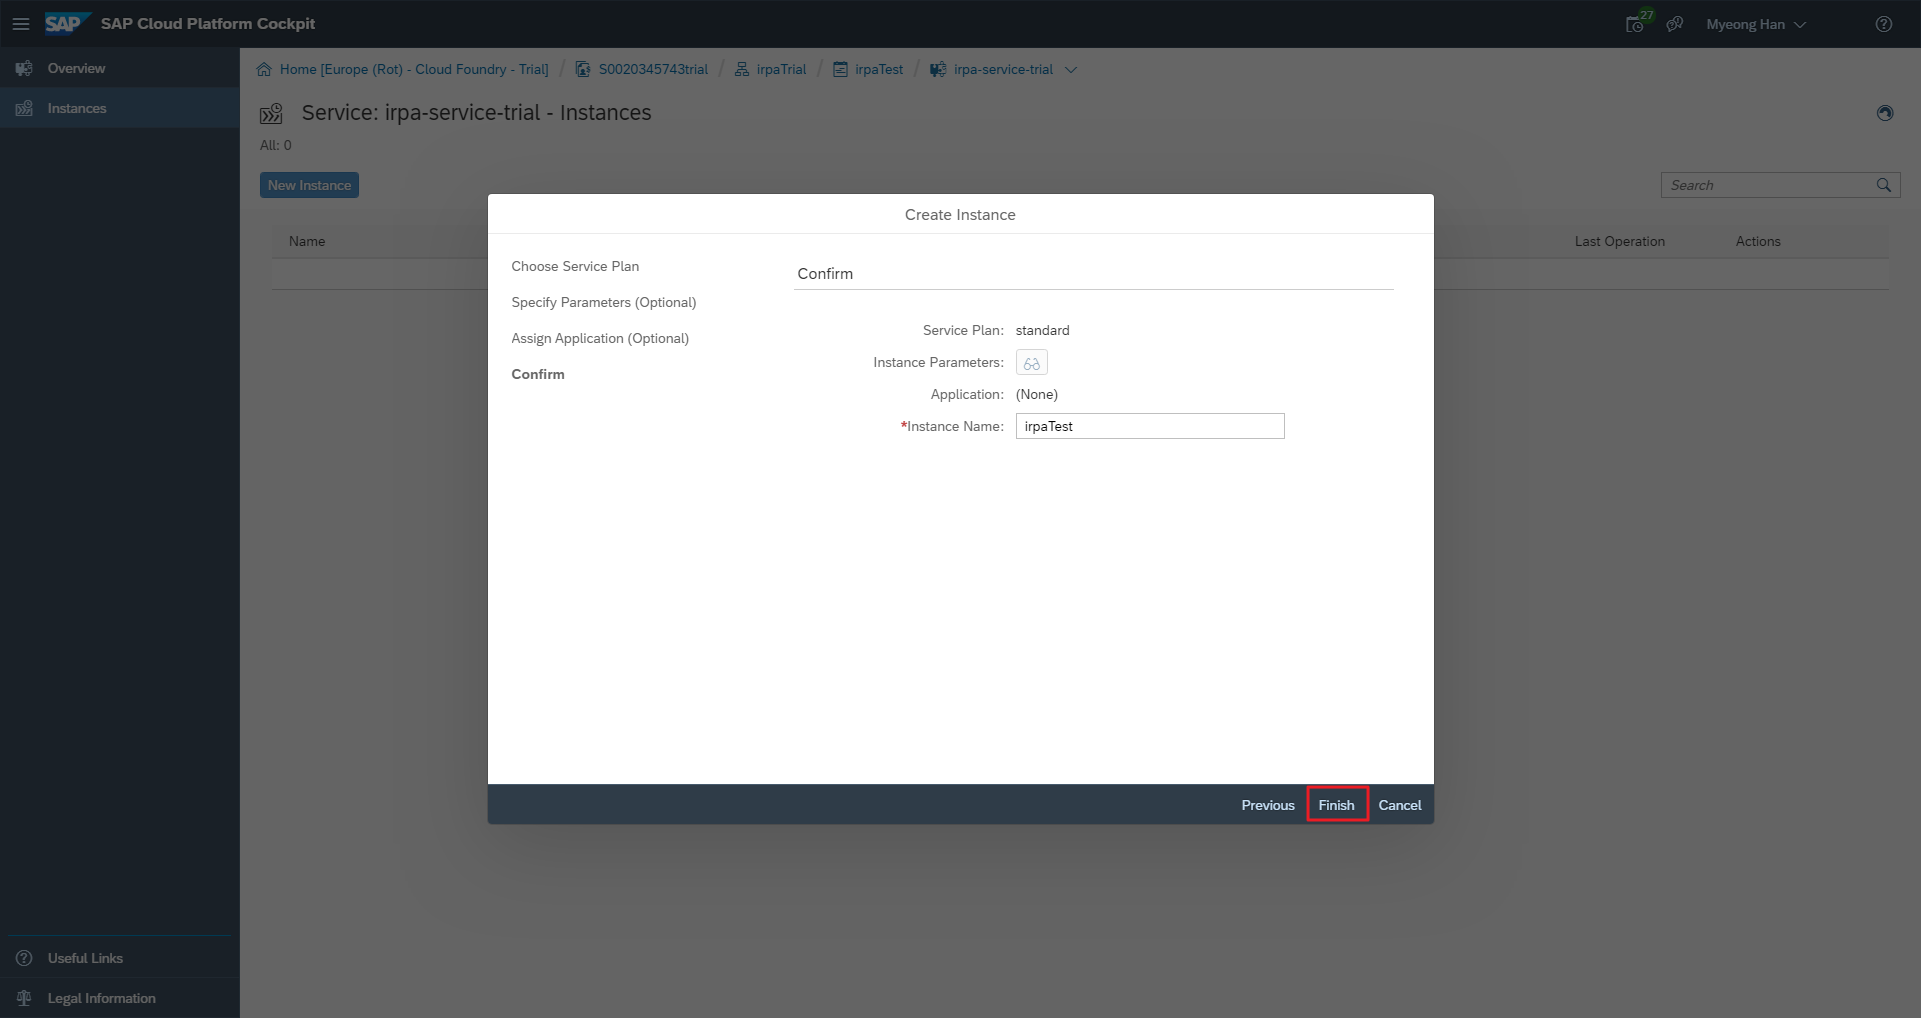 SAP SAP Cloud Platform Cockpit
27
Myeong Han
Overview
Instances
Home [Europe (Rot) - Cloud Foundry - Trial] / S0020345743trial / irpaTrial / irpaTest / irpa-service-trial
Service: irpa-service-trial - Instances
All: 0
New Instance
Search
Name
Last Operation
Actions
Create Instance
Choose Service Plan
Specify Parameters (Optional)
Assign Application (Optional)
Confirm
Confirm
Service Plan: standard
Instance Parameters:
Application: (None)
*Instance Name: irpaTest
Previous Finish Cancel
Useful Links
Legal Information